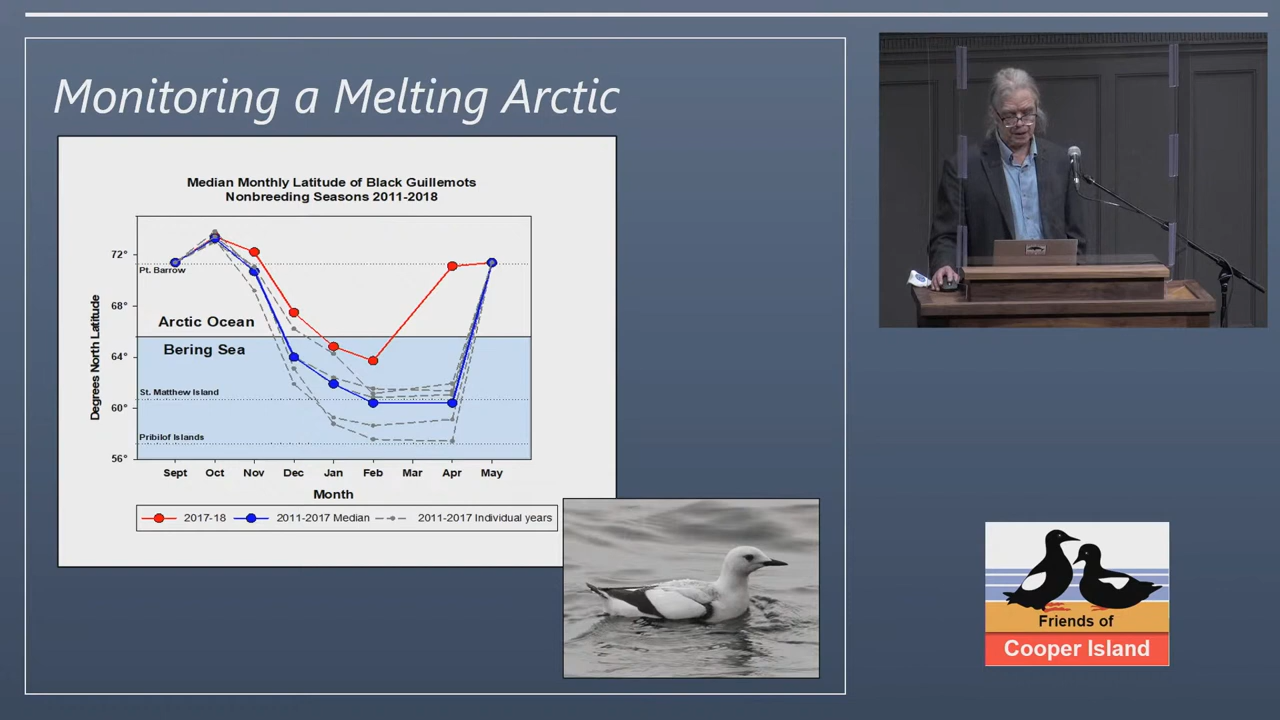 Monitoring a Melting Arctic
Median Monthly Latitude of Black Guillemots
Nonbreeding Seasons 2011-2018
Degrees North Latitude
72°
68°
64°
60°
56°
Pt. Barrow
Arctic Ocean
Bering Sea
St. Matthew Island
Pribilof Islands
Sept Oct Nov Dec Jan Feb Mar Apr May
Month
2017-18 2011-2017 Median 2011-2017 Individual years
Friends of
Cooper Island